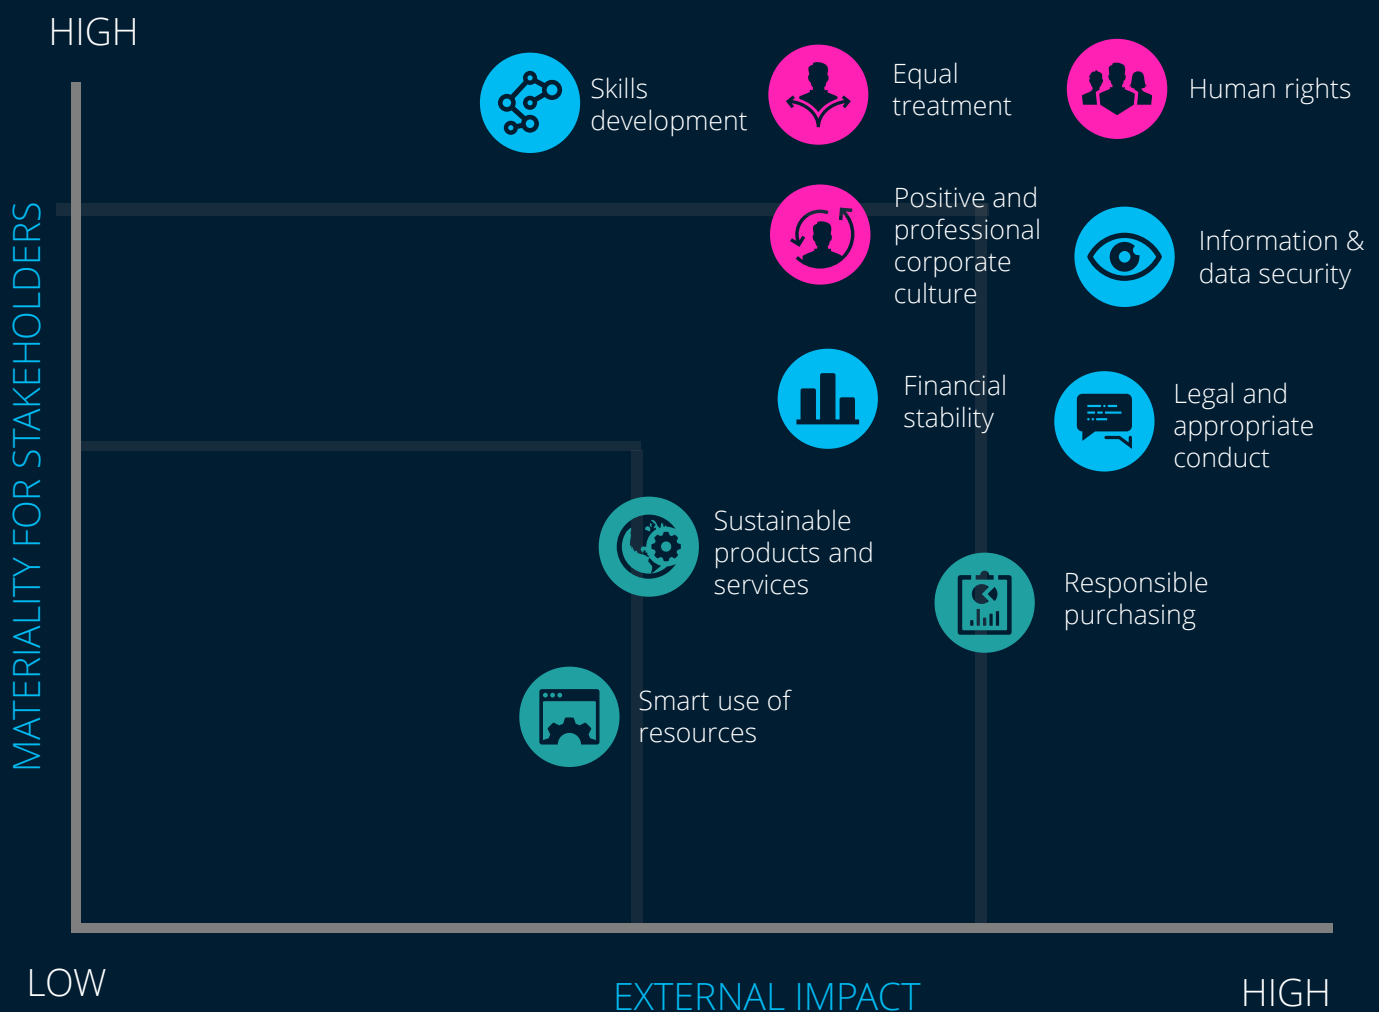 HIGH
Skills
development
Equal
treatment
Human rights
Positive and
professional
corporate
culture
Information &
data security
MATERIALITY FOR STAKEHOLDERS
Financial
stability
Legal and
appropriate
conduct
Sustainable
products and
services
Responsible
purchasing
Smart use of
resources
LOW
EXTERNAL IMPACT
HIGH